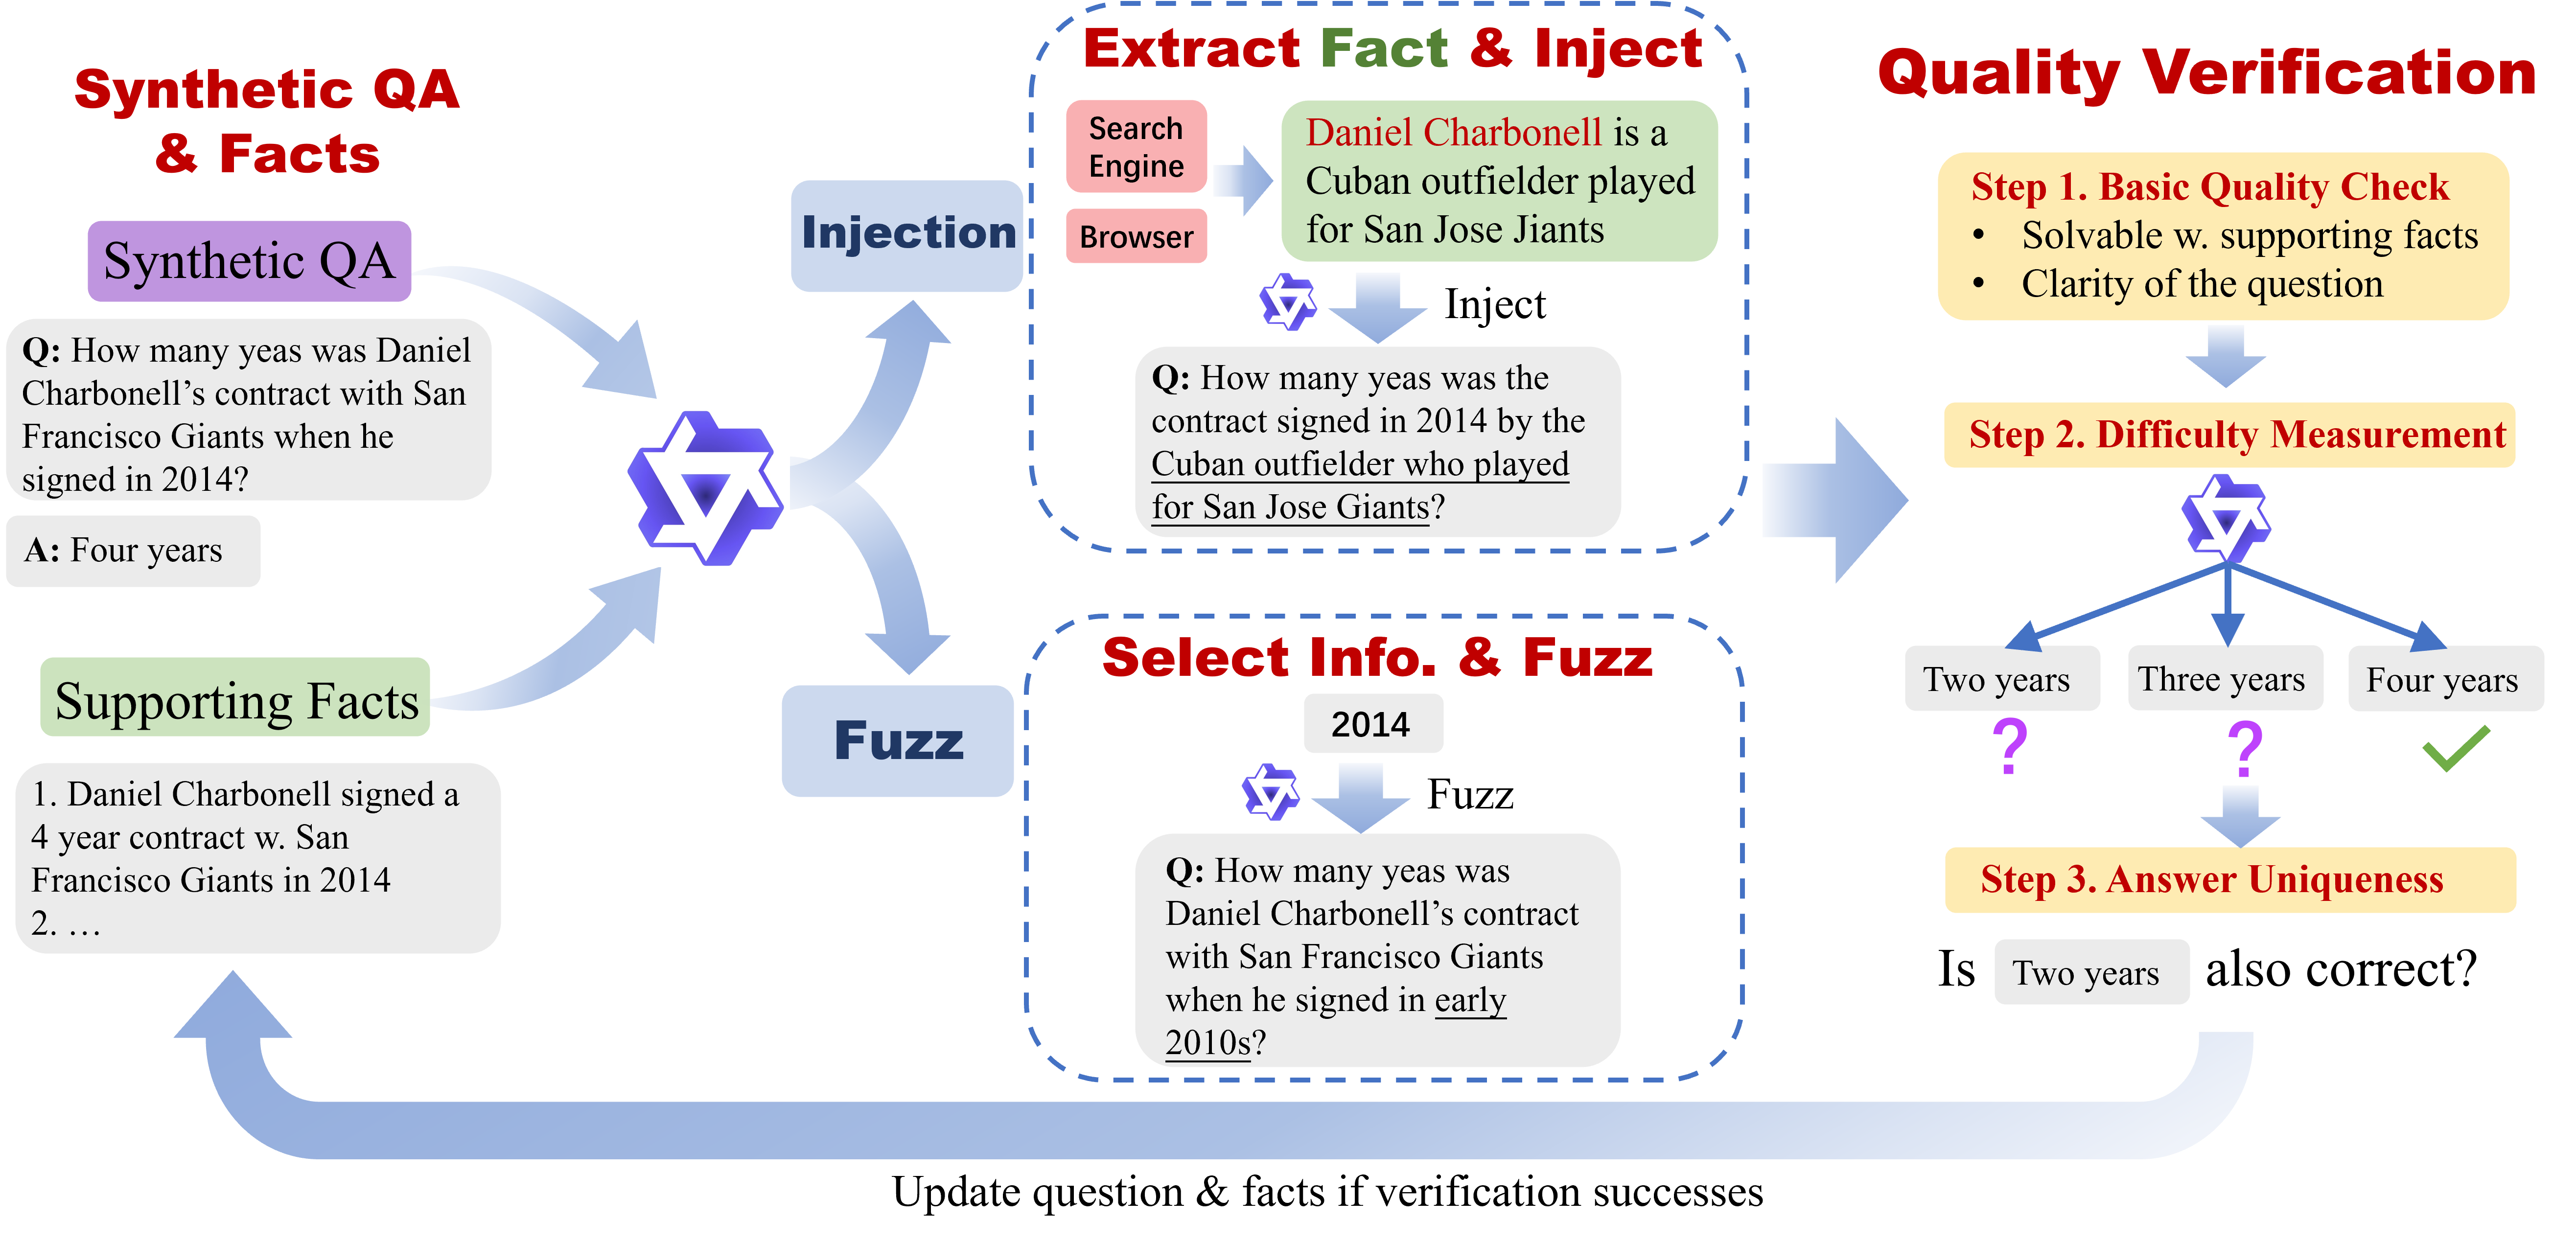 Synthetic QA
& Facts
Synthetic QA
Q: How many yeas was Daniel
Charbonell’s contract with San
Francisco Giants when he
signed in 2014?
A: Four years
Supporting Facts
1. Daniel Charbonell signed a
4 year contract w. San
Francisco Giants in 2014
2. …
Injection
Fuzz
Extract Fact & Inject
Search
Engine
Browser
Daniel Charbonell is a
Cuban outfielder played
for San Jose Jiants
Inject
Q: How many yeas was the
contract signed in 2014 by the
Cuban outfielder who played
for San Jose Giants?
Select Info. & Fuzz
2014
Fuzz
Q: How many yeas was
Daniel Charbonell’s contract
with San Francisco Giants
when he signed in early
2010s?
Quality Verification
Step 1. Basic Quality Check
• Solvable w. supporting facts
• Clarity of the question
Step 2. Difficulty Measurement
Two years
Three years
Four years
? ?
Step 3. Answer Uniqueness
Is Two years also correct?
Update question & facts if verification successes